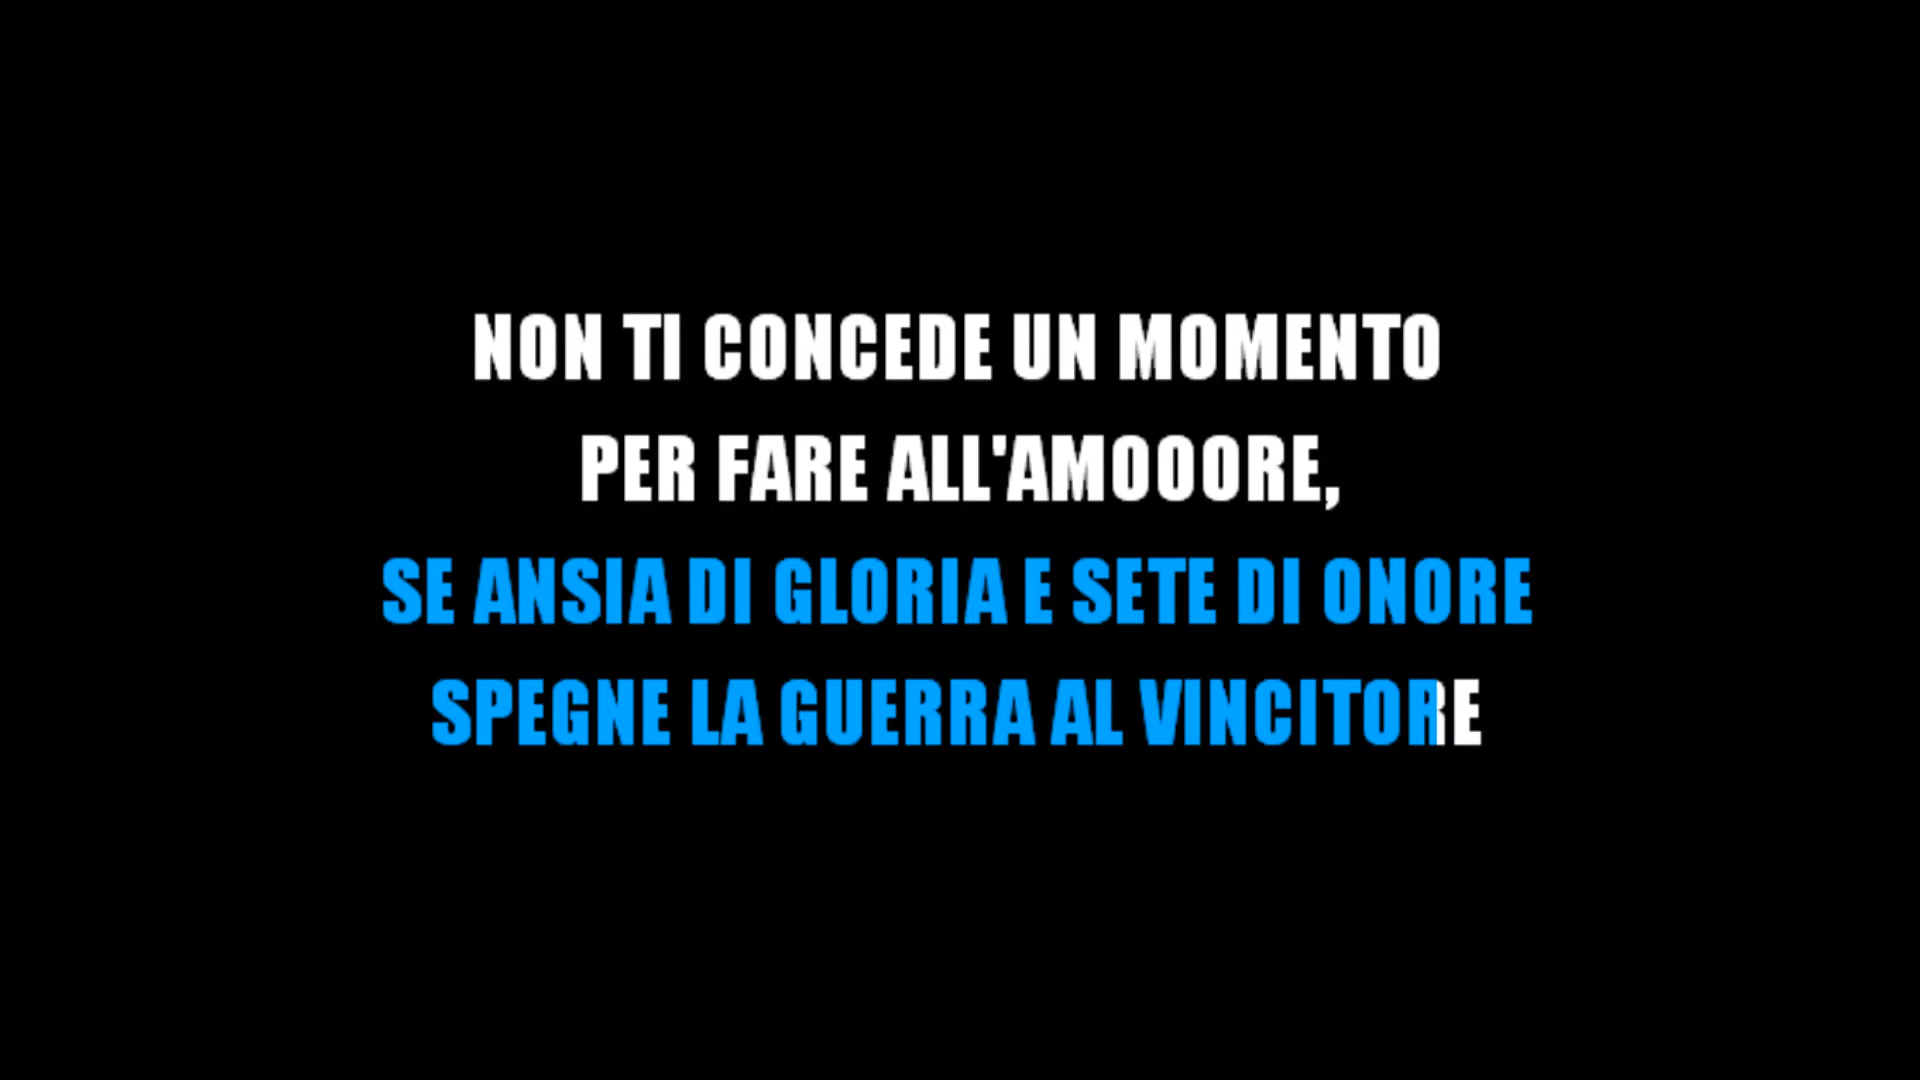 NON TI CONCEDE UN MOMENTO
PER FARE ALL'AMOOORE,
SE ANSIA DI GLORIA E SETE DI ONORE
SPEGNE LA GUERRA AL VINCITORE